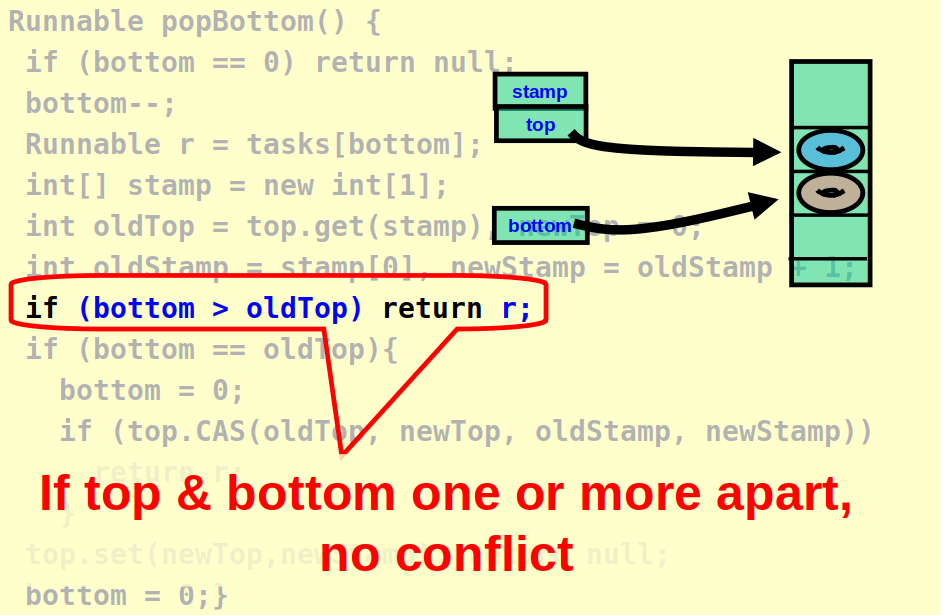 Runnable popBottom() {
if (bottom == 0) return null;
bottom--;
Runnable r = tasks[bottom];
int[] stamp = new int[1];
int oldTop = top.get(stamp), newTop = 0;
int oldStamp = stamp[0], newStamp = oldStamp + 1;
if (bottom > oldTop) return r;
if (bottom == oldTop){
bottom = 0;
if (top.CAS(oldTop, newTop, oldStamp, newStamp))
return r;
}
top.set(newTop, null;
bottom = 0;}
stamp
top
bottom
If top & bottom one or more apart,
no conflict